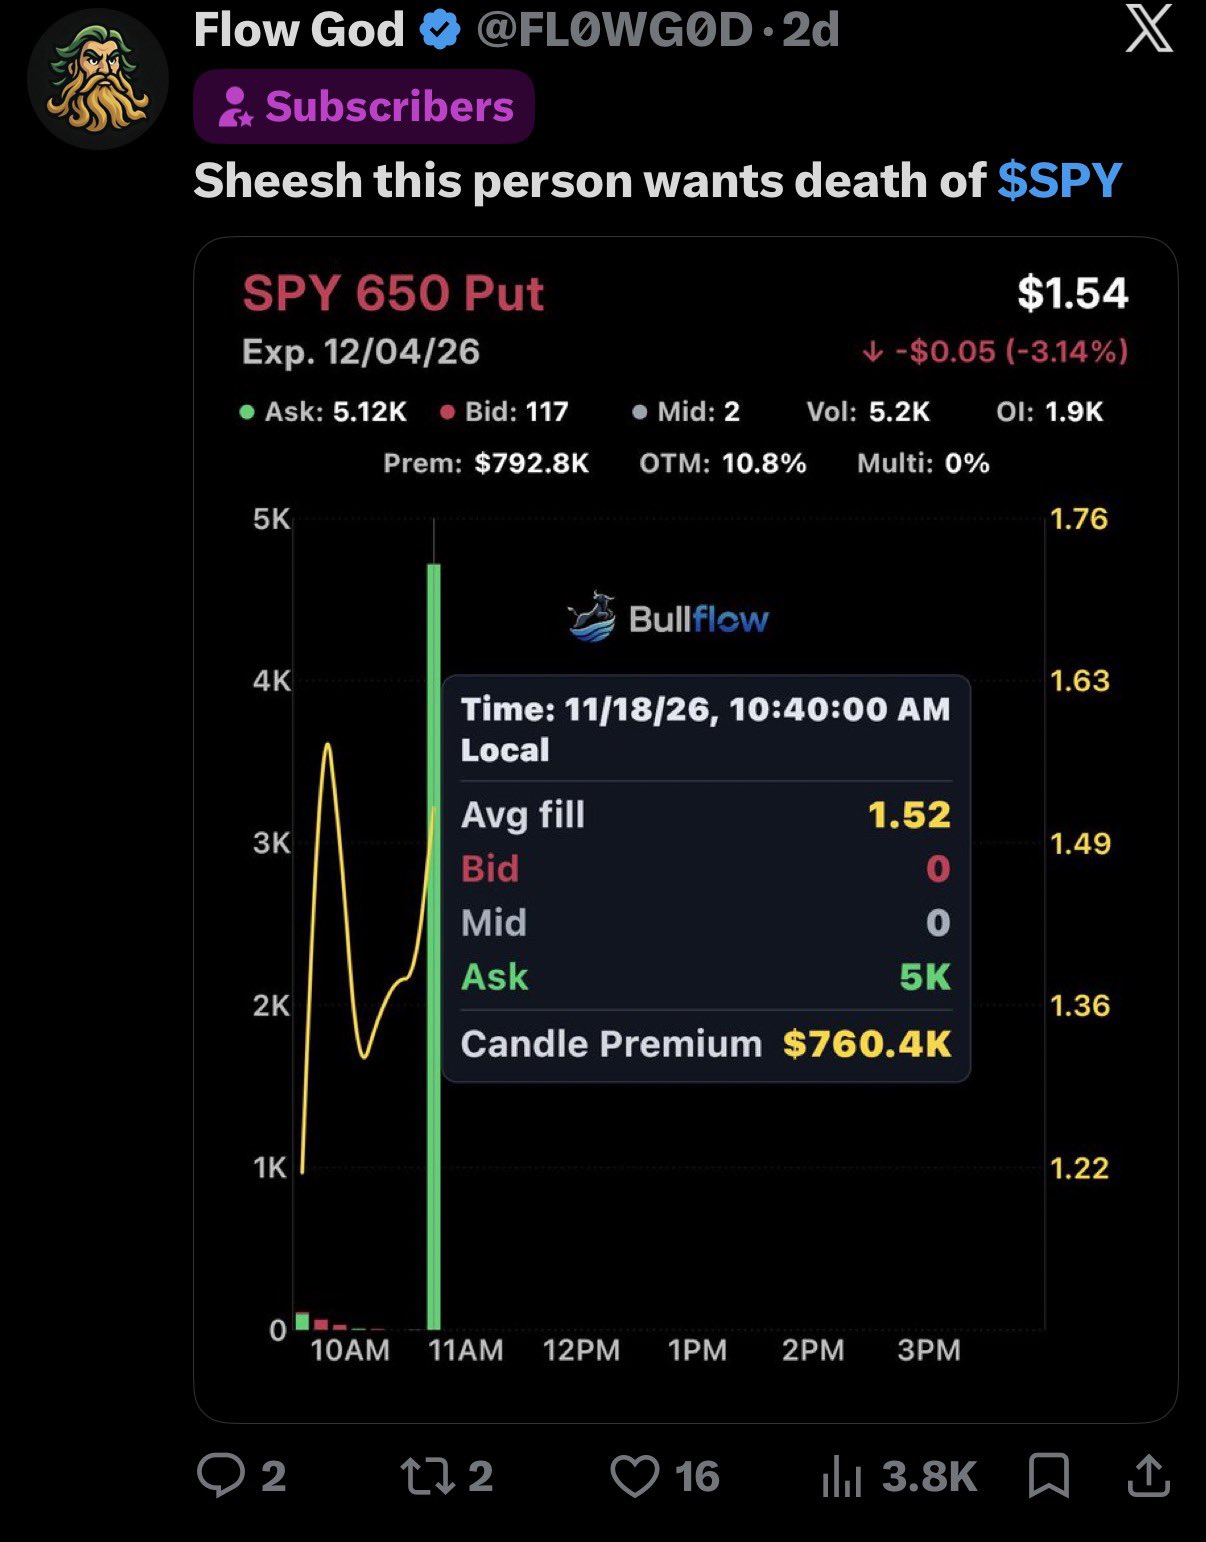 Flow God @FL0WG0D · 2d
Subscribers
Sheesh this person wants death of $SPY
SPY 650 Put $1.54
Exp. 12/04/26 ↓ -$0.05 (-3.14%)
Ask: 5.12K Bid: 117 Mid: 2 Vol: 5.2K OI: 1.9K
Prem: $792.8K OTM: 10.8% Multi: 0%
5K 1.76
Bullflow
4K 1.63
Time: 11/18/26, 10:40:00 AM
Local
Avg fill 1.52
3K 1.49
Bid 0
Mid 0
Ask 5K
2K 1.36
Candle Premium $760.4K
1K 1.22
0
10AM 11AM 12PM 1PM 2PM 3PM
2 2 16 3.8K